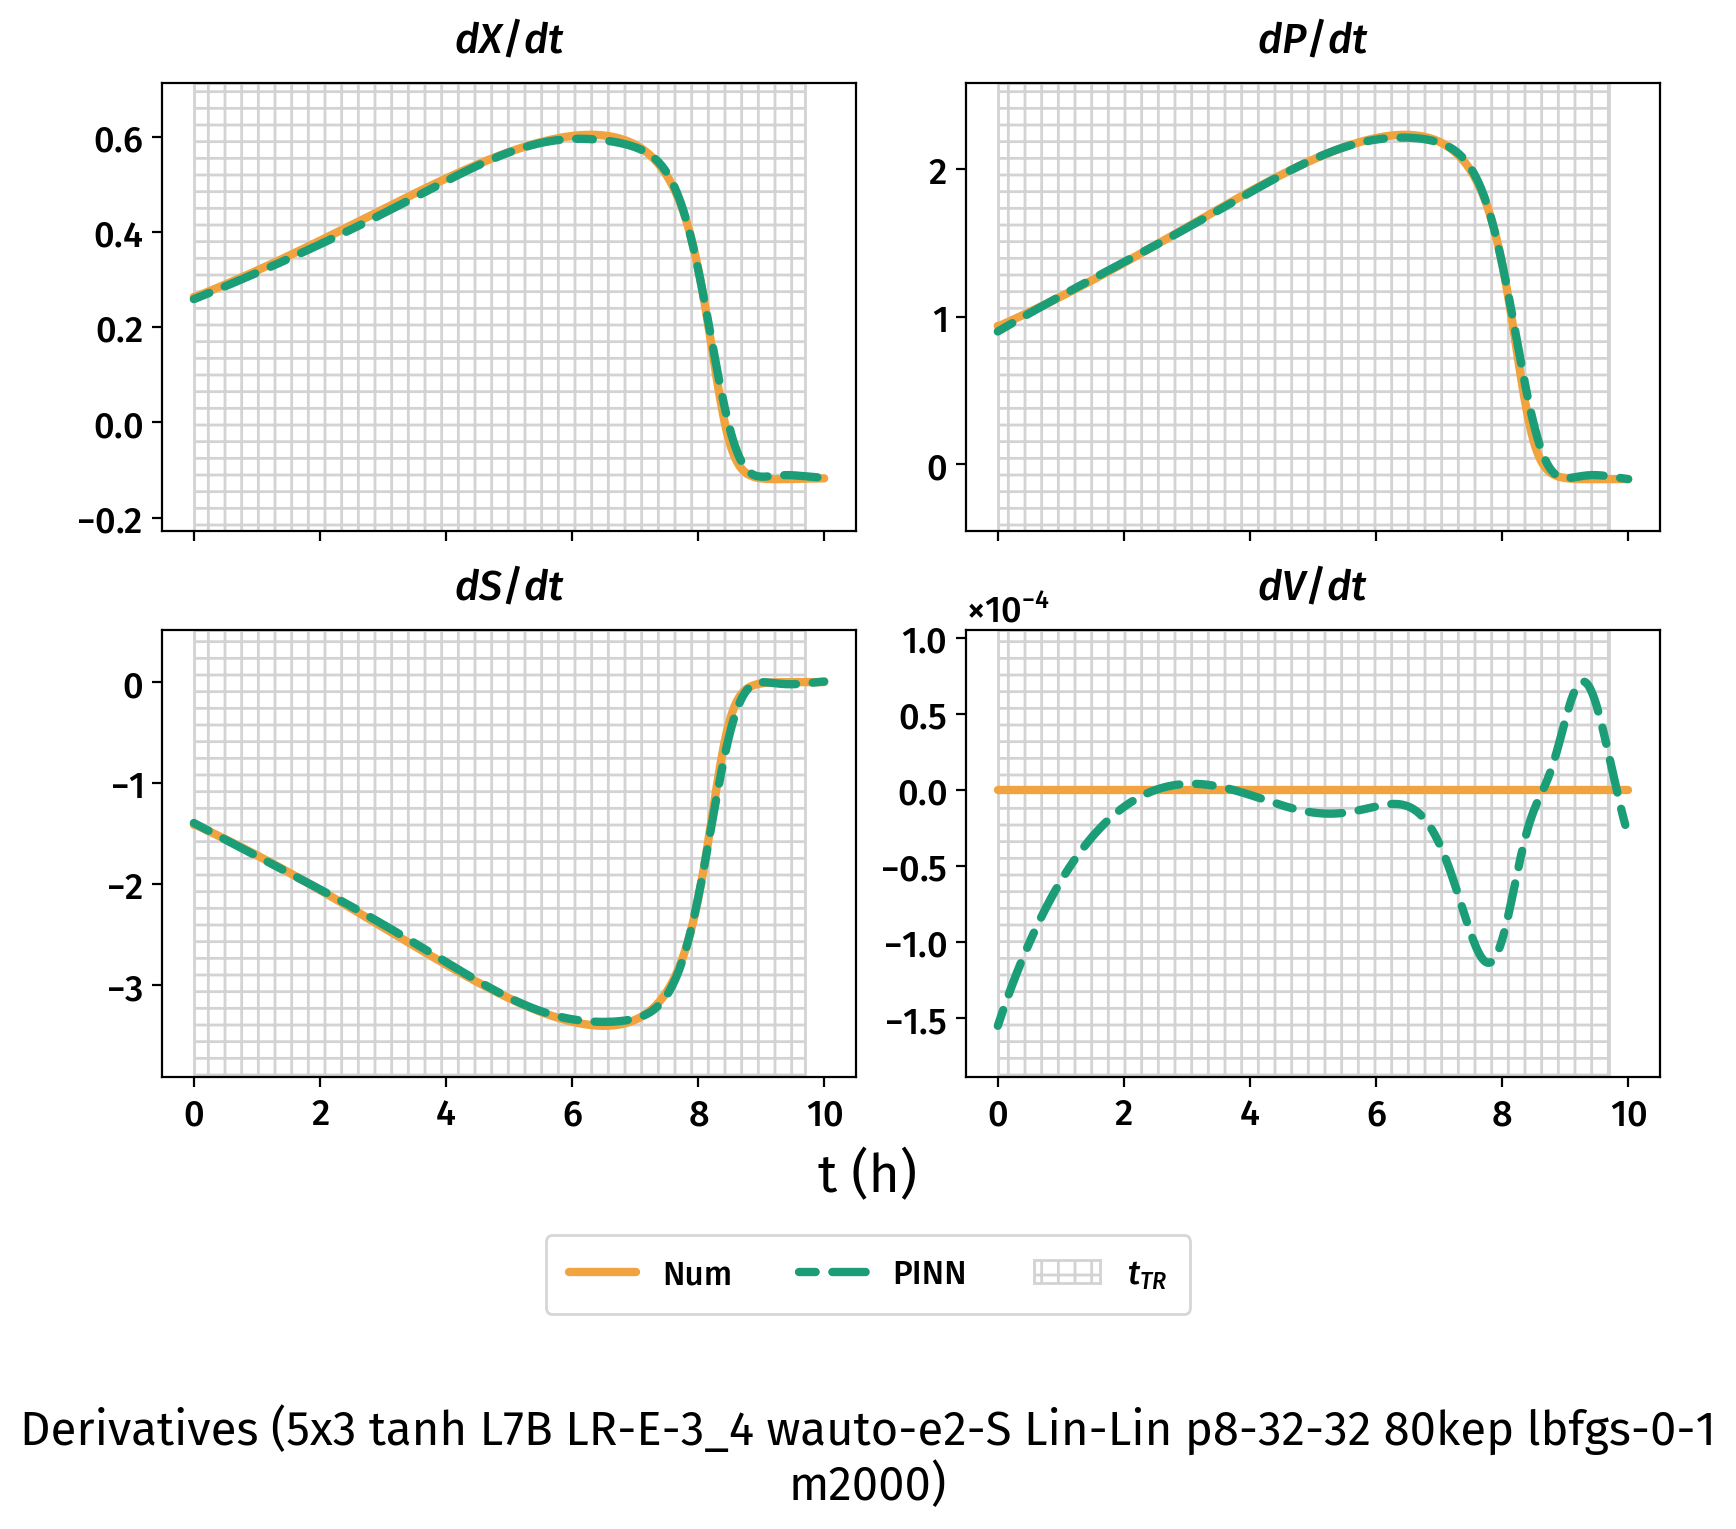 dX/dt
dP/dt
0.6
0.4
0.2
0.0
−0.2
2
1
0
dS/dt
dV/dt
×10⁻⁴
0
−1
−2
−3
1.0
0.5
0.0
−0.5
−1.0
−1.5
0 2 4 6 8 10
0 2 4 6 8 10
t (h)
Num PINN t_TR
Derivatives (5x3 tanh L7B LR-E-3_4 wauto-e2-S Lin-Lin p8-32-32 80kep lbfgs-0-1
m2000)